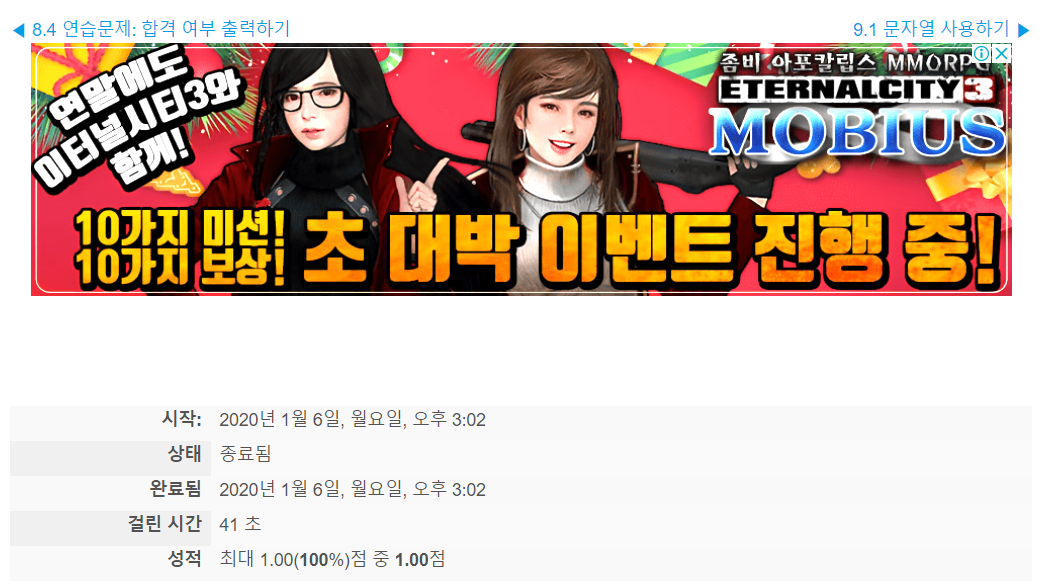 ◀ 8.4 연습문제: 합격 여부 출력하기
9.1 문자열 사용하기 ▶
연말에도
이터널시티3와
함께!
좀비 아포칼립스 MMORPG
ETERNALCITY3
MOBIUS
10가지 미션!
10가지 보상!
초 대박 이벤트 진행 중!
시작: 2020년 1월 6일, 월요일, 오후 3:02
상태 종료됨
완료됨 2020년 1월 6일, 월요일, 오후 3:02
걸린 시간 41 초
성적 최대 1.00(100%)점 중 1.00점